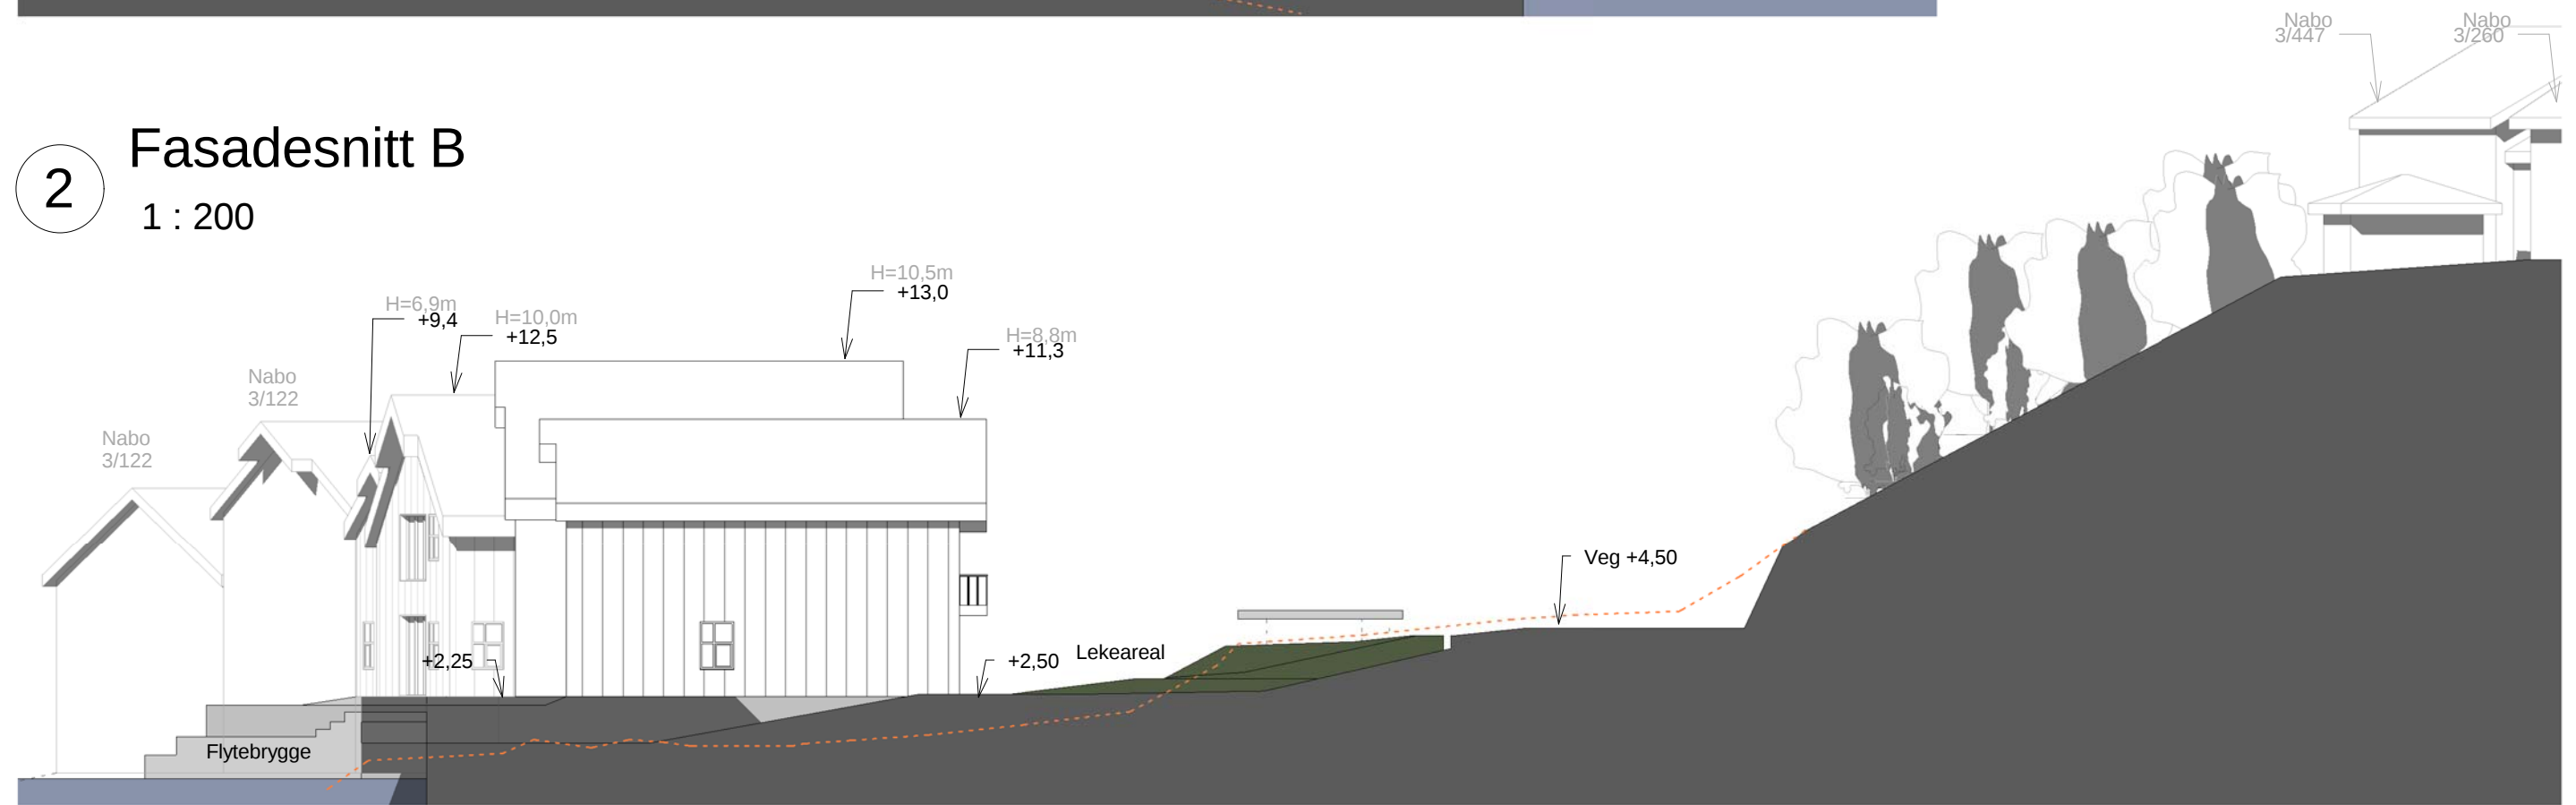 Nabo
3/447
Nabo
3/260
2
Fasadesnitt B
1 : 200
H=10,5m
+13,0
H=6,9m
+9,4
H=10,0m
+12,5
H=8,8m
+11,3
Nabo
3/122
Nabo
3/122
Veg +4,50
+2,25
+2,50
Lekeareal
Flytebrygge